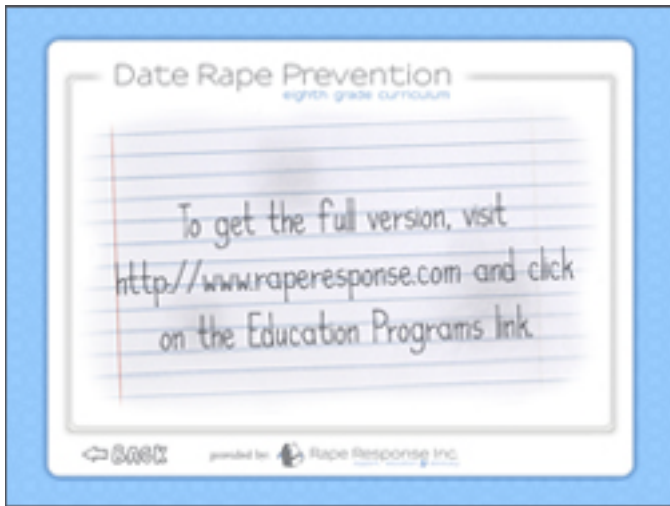 Date Rape Prevention
eighth grade curriculum
To get the full version, visit
http://www.raperesponse.com and click
on the Education Programs link.
BACK
provided by: Rape Response Inc.